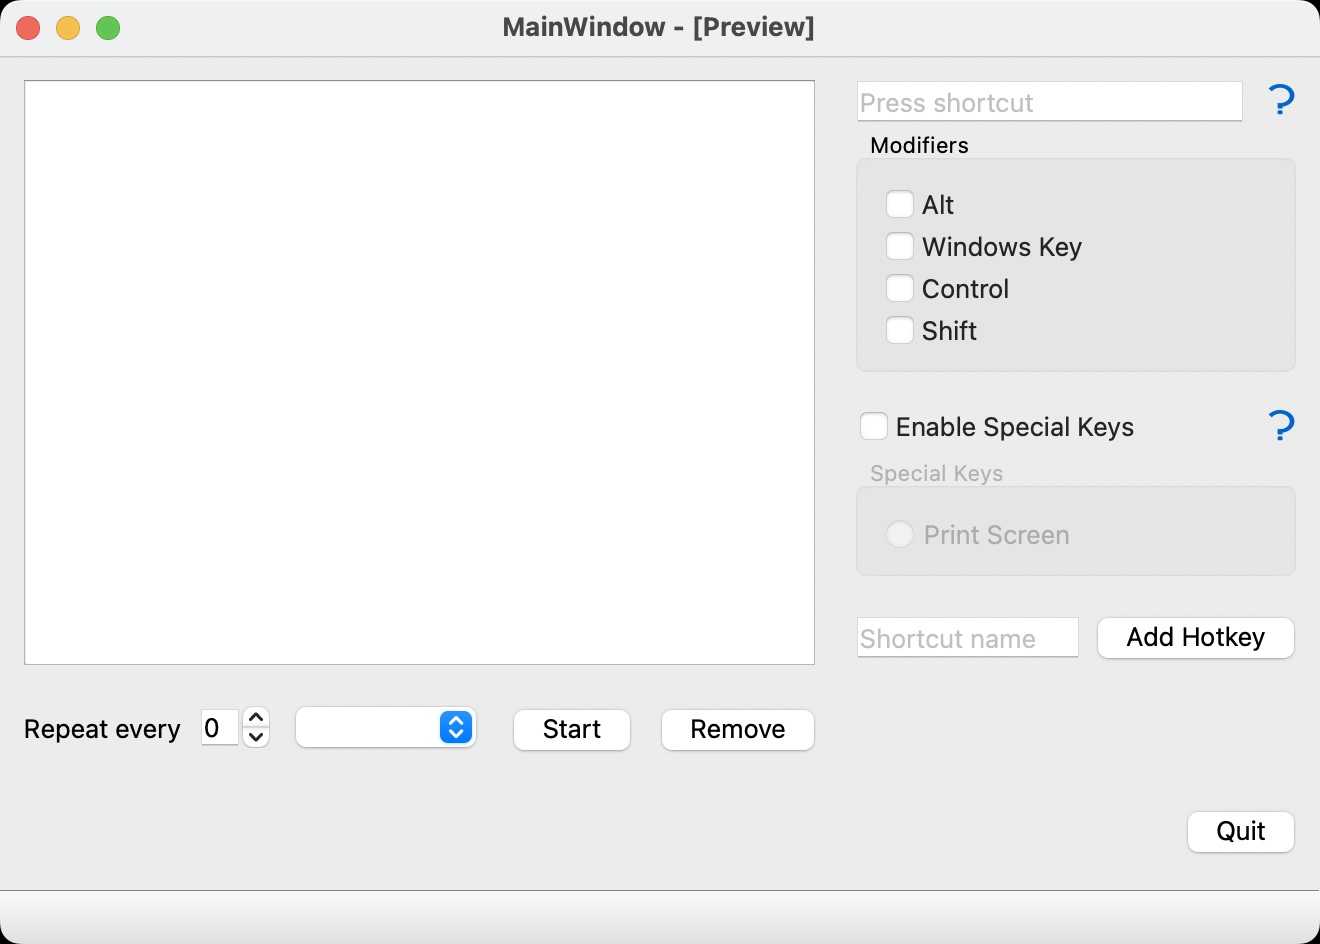 MainWindow - [Preview]
Press shortcut
?
Modifiers
Alt
Windows Key
Control
Shift
Enable Special Keys
?
Special Keys
Print Screen
Shortcut name
Add Hotkey
Repeat every
0
Start
Remove
Quit